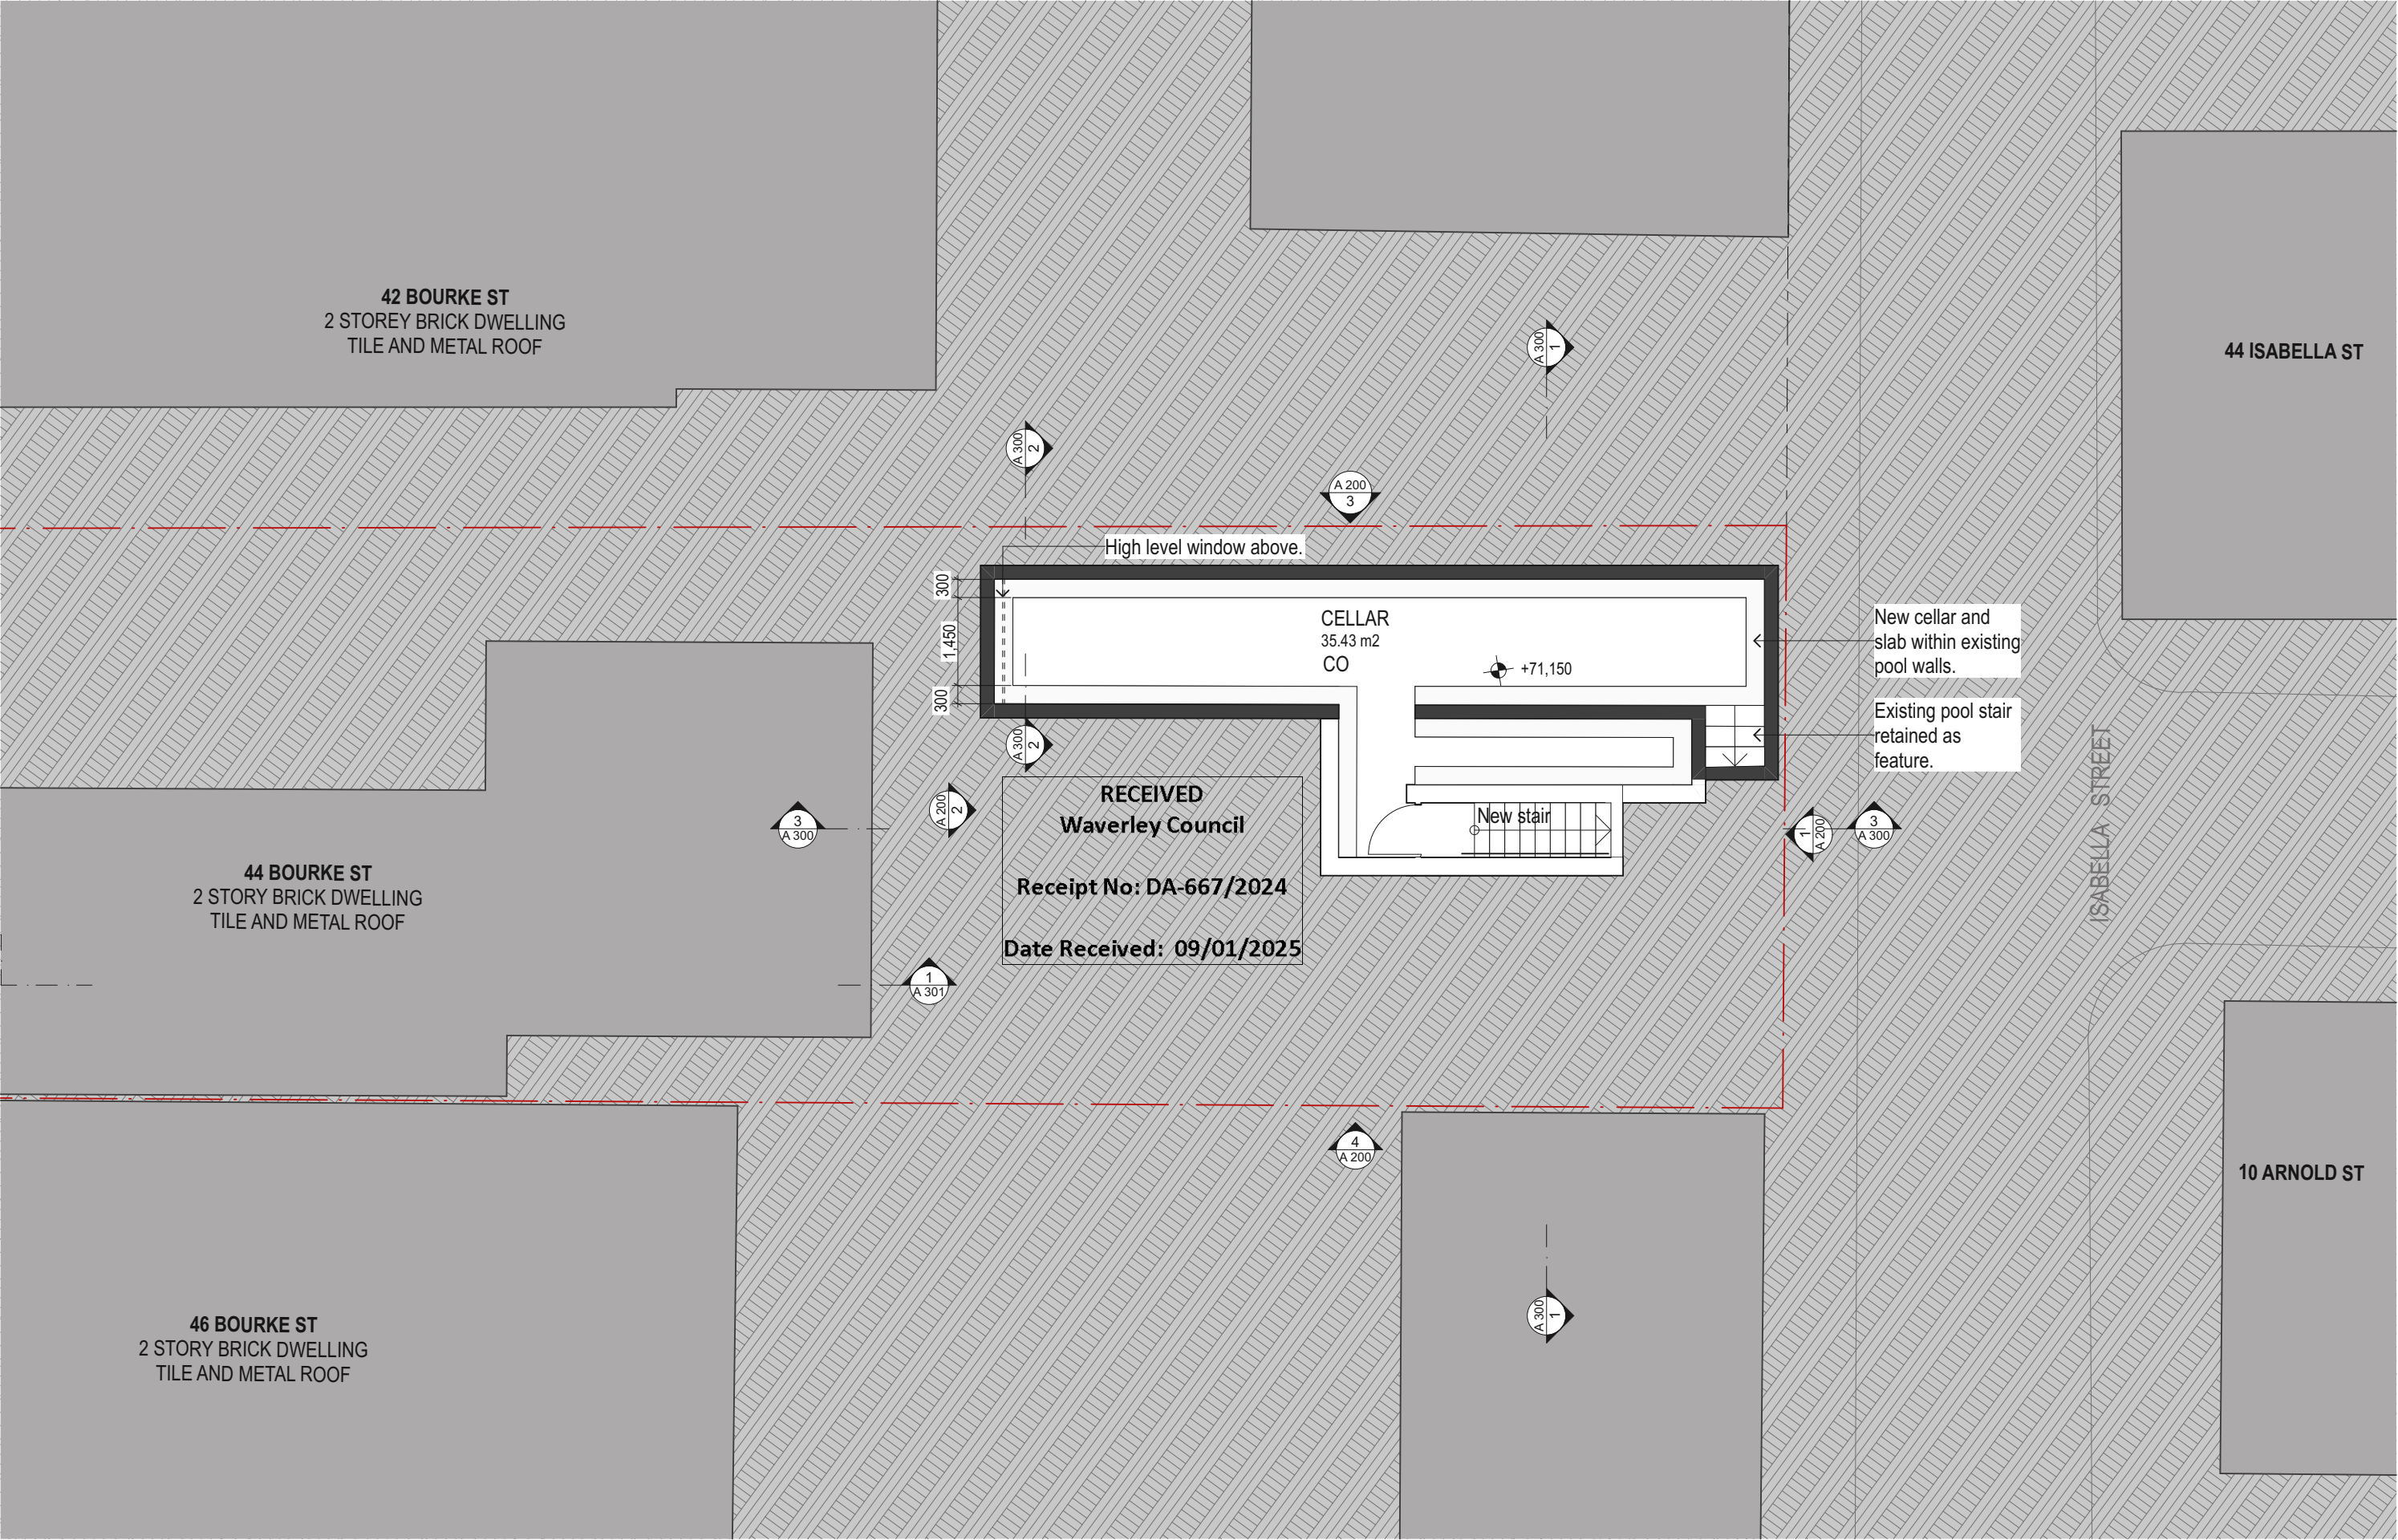 42 BOURKE ST
2 STOREY BRICK DWELLING
TILE AND METAL ROOF
44 ISABELLA ST
A 300
1
A 300
2
A 200
3
High level window above.
300
1,450
300
CELLAR
35.43 m2
CO
+71,150
New cellar and
slab within existing
pool walls.
Existing pool stair
retained as
feature.
ISABELLA STREET
A 300
2
A 200
2
3
A 300
RECEIVED
Waverley Council
Receipt No: DA-667/2024
Date Received: 09/01/2025
New stair
1
A 200
3
A 300
44 BOURKE ST
2 STORY BRICK DWELLING
TILE AND METAL ROOF
1
A 301
4
A 200
10 ARNOLD ST
A 300
1
46 BOURKE ST
2 STORY BRICK DWELLING
TILE AND METAL ROOF